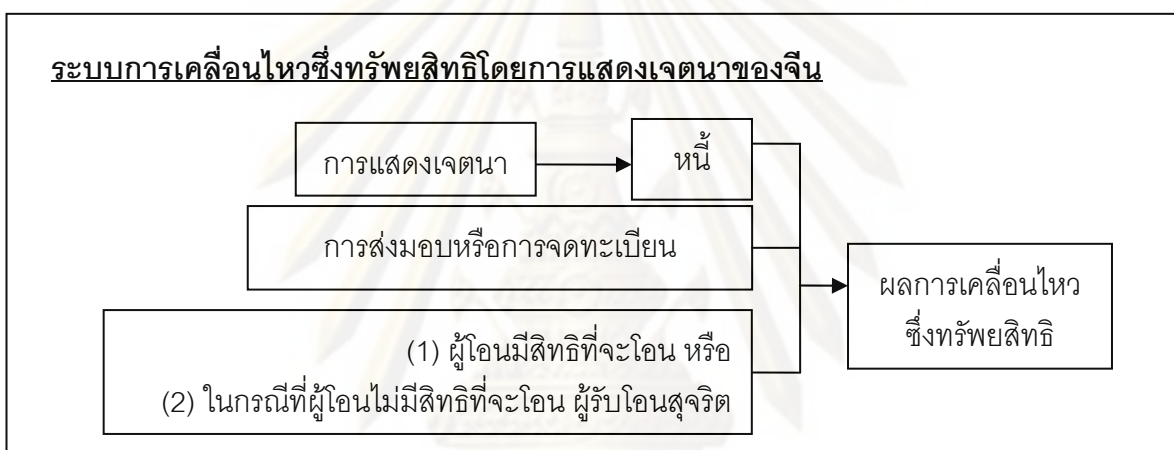 ระบบการเคลื่อนไหวซึ่งทรัพยสิทธิโดยการแสดงเจตนาของจีน
การแสดงเจตนา
หนี้
การส่งมอบหรือการจดทะเบียน
ผลการเคลื่อนไหว
ซึ่งทรัพยสิทธิ
(1) ผู้โอนมีสิทธิที่จะโอน หรือ
(2) ในกรณีที่ผู้โอนไม่มีสิทธิที่จะโอน ผู้รับโอนสุจริต